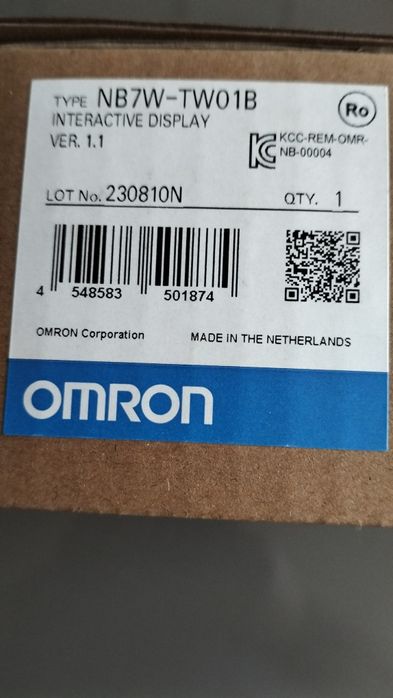 TYPE NB7W-TW01B
Ro
INTERACTIVE DISPLAY
VER. 1.1
KCC-REM-OMR-
NB-00004
LOT No. 230810N QTY. 1
4 548583 501874
OMRON Corporation MADE IN THE NETHERLANDS
OMRON